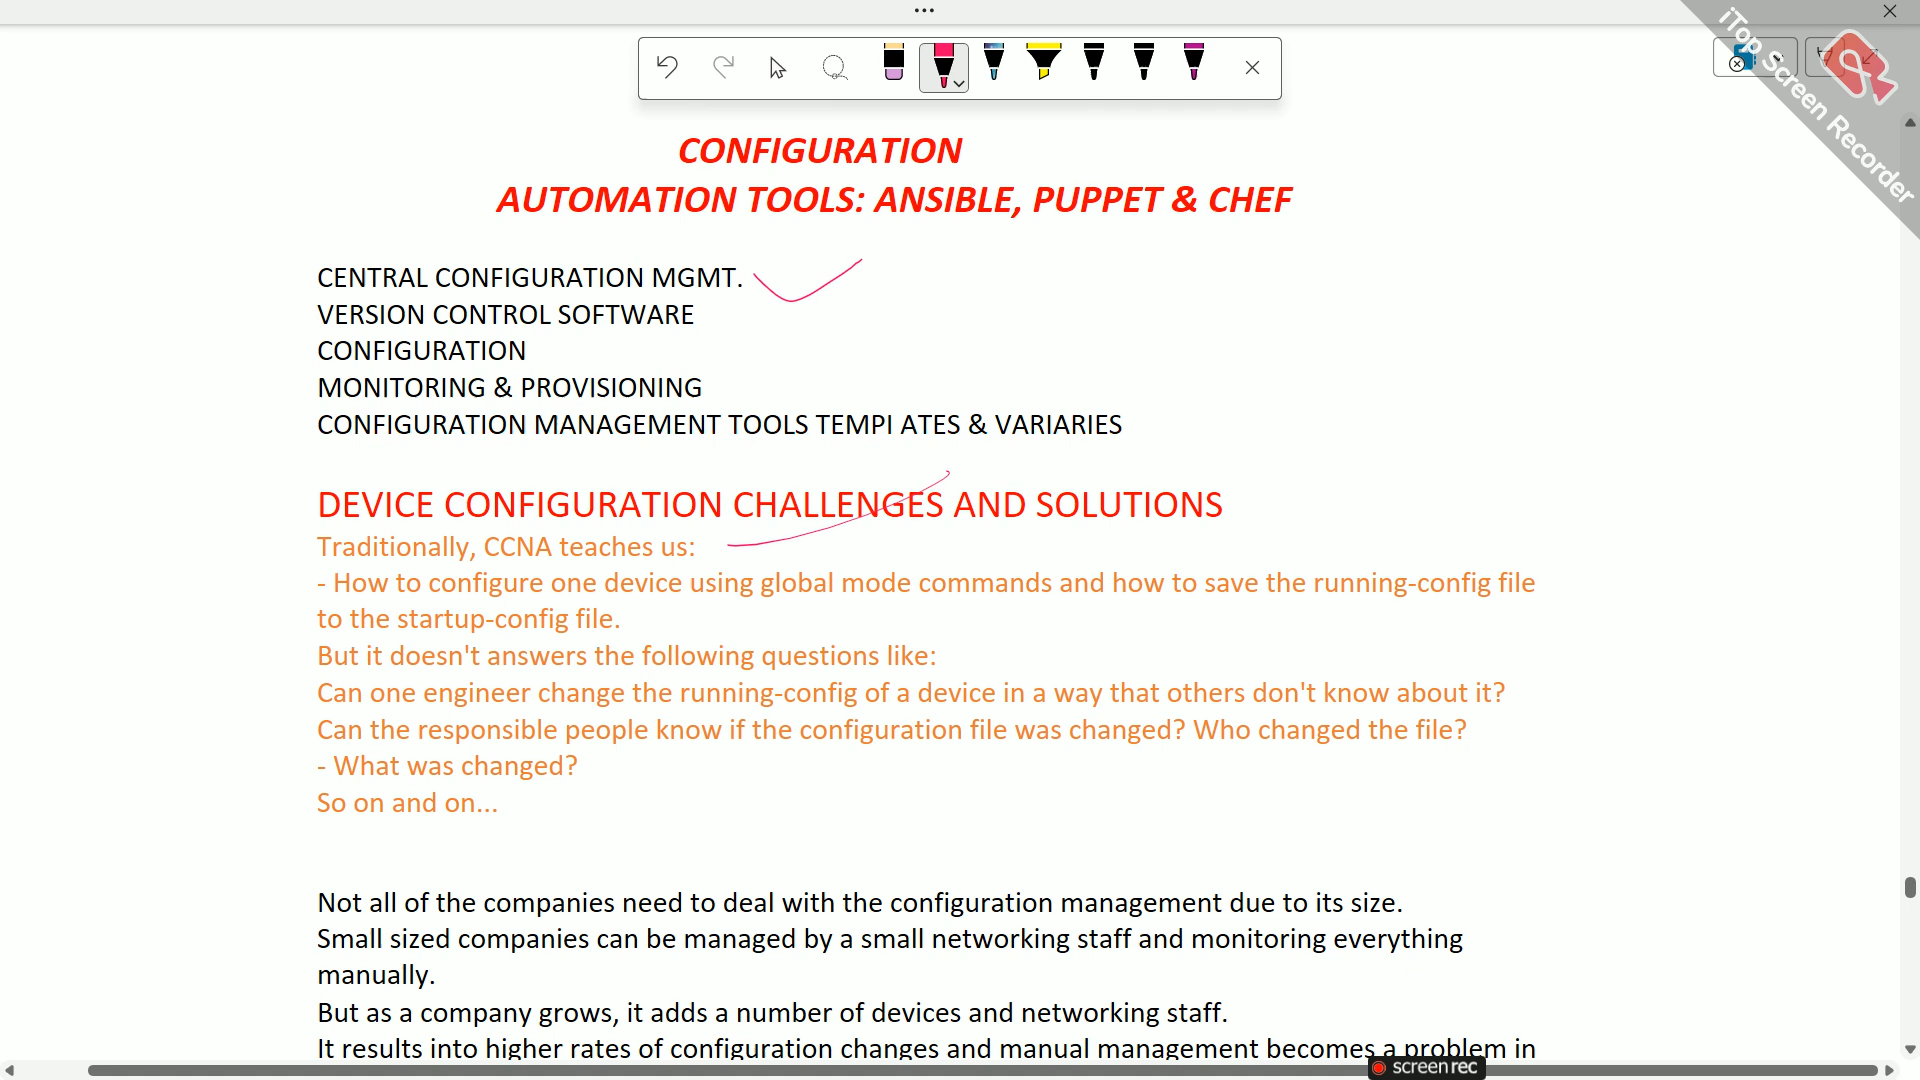 CONFIGURATION
AUTOMATION TOOLS: ANSIBLE, PUPPET & CHEF
CENTRAL CONFIGURATION MGMT.
VERSION CONTROL SOFTWARE
CONFIGURATION
MONITORING & PROVISIONING
CONFIGURATION MANAGEMENT TOOLS TEMPI ATES & VARIARIES
DEVICE CONFIGURATION CHALLENGES AND SOLUTIONS
Traditionally, CCNA teaches us:
- How to configure one device using global mode commands and how to save the running-config file
to the startup-config file.
But it doesn't answers the following questions like:
Can one engineer change the running-config of a device in a way that others don't know about it?
Can the responsible people know if the configuration file was changed? Who changed the file?
- What was changed?
So on and on...
Not all of the companies need to deal with the configuration management due to its size.
Small sized companies can be managed by a small networking staff and monitoring everything
manually.
But as a company grows, it adds a number of devices and networking staff.
It results into higher rates of configuration changes and manual management becomes a problem in
iTop Screen Recorder
screenrec